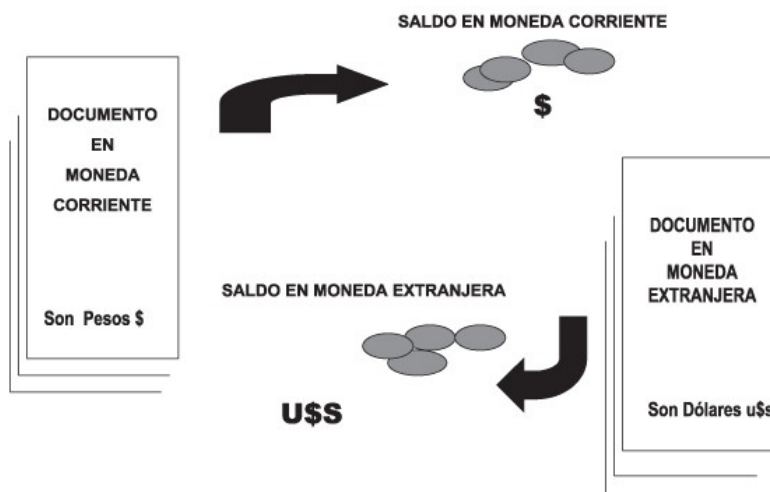 SALDO EN MONEDA CORRIENTE
$
DOCUMENTO
EN
MONEDA
CORRIENTE
Son Pesos $
SALDO EN MONEDA EXTRANJERA
U$S
DOCUMENTO
EN
MONEDA
EXTRANJERA
Son Dólares u$s